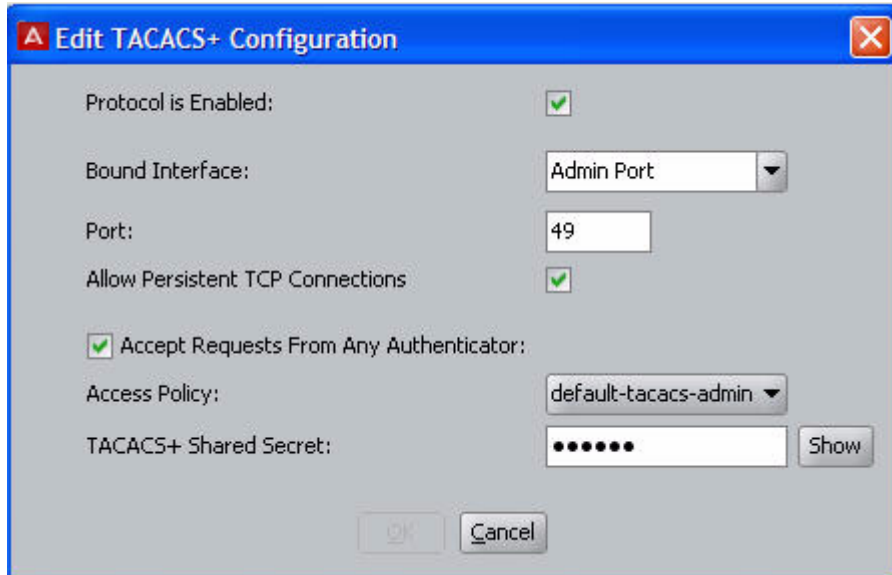 Edit TACACS+ Configuration
Protocol is Enabled:
Bound Interface: Admin Port
Port: 49
Allow Persistent TCP Connections
Accept Requests From Any Authenticator:
Access Policy: default-tacacs-admin
TACACS+ Shared Secret: •••••• Show
OK Cancel